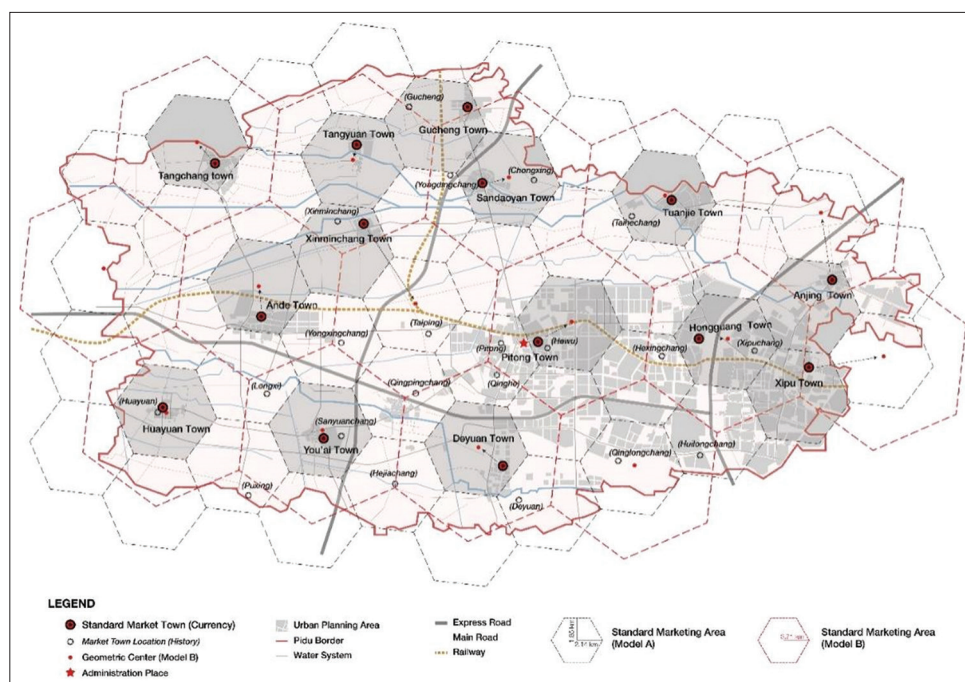 (Gucheng)
Gucheng Town
Tangyuan Town
Tangchang town
(Chongxing)
(Yongdingchang)
Sandaoyan Town
Tuanjie Town
(Taihechang)
(Xinminchang)
Xinminchang Town
Anjing Town
Ande Town
(Taiping)
Hongguang Town
(Yongxingchang)
(Pitong)
(Hewu)
Pitong Town
(Hexingchang)
(Xipuchang)
Xipu Town
(Qinghe)
(Longxi)
(Qingpingchang)
(Huayuan)
Huayuan Town
(Sanyuanchang)
You'ai Town
Deyuan Town
(Huilongchang)
(Qinglongchang)
(Hejiachang)
(Puxing)
(Deyuan)
LEGEND
Standard Market Town (Currency)
Market Town Location (History)
Geometric Center (Model B)
Administration Place
Urban Planning Area
Pidu Border
Water System
Express Road
Main Road
Railway
2.14 km
Standard Marketing Area
(Model A)
Standard Marketing Area
(Model B)